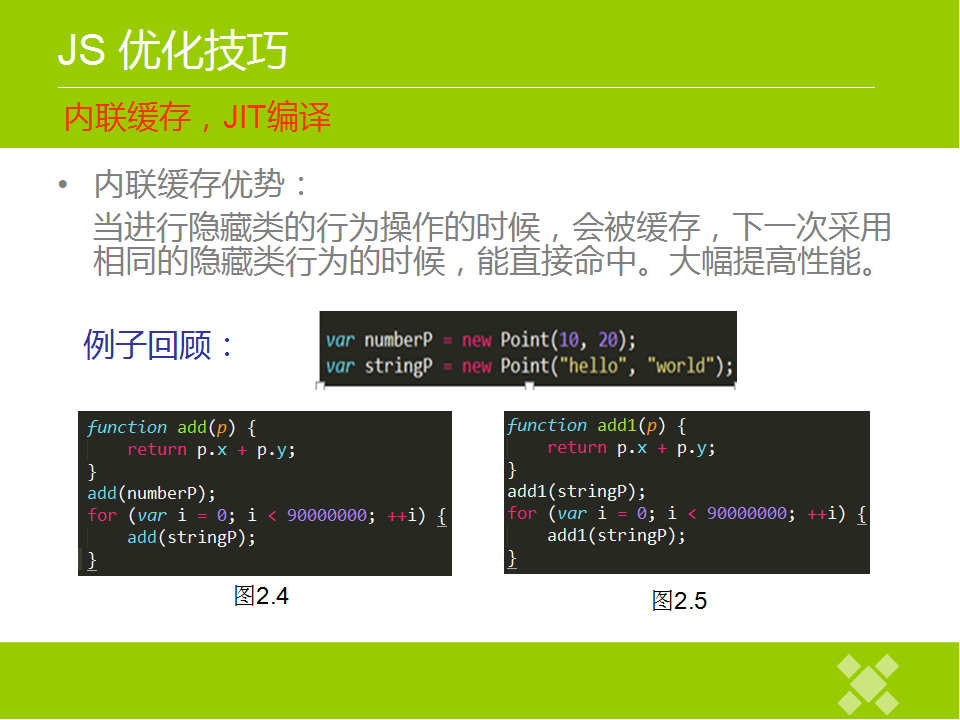 JS 优化技巧
内联缓存，JIT编译
• 内联缓存优势：
当进行隐藏类的行为操作的时候，会被缓存，下一次采用
相同的隐藏类行为的时候，能直接命中。大幅提高性能。
例子回顾：
var numberP = new Point(10, 20);
var stringP = new Point("hello", "world");
function add(p) {
    return p.x + p.y;
}
add(numberP);
for (var i = 0; i < 90000000; ++i) {
    add(stringP);
}
图2.4
function add1(p) {
    return p.x + p.y;
}
add1(stringP);
for (var i = 0; i < 90000000; ++i) {
    add1(stringP);
}
图2.5